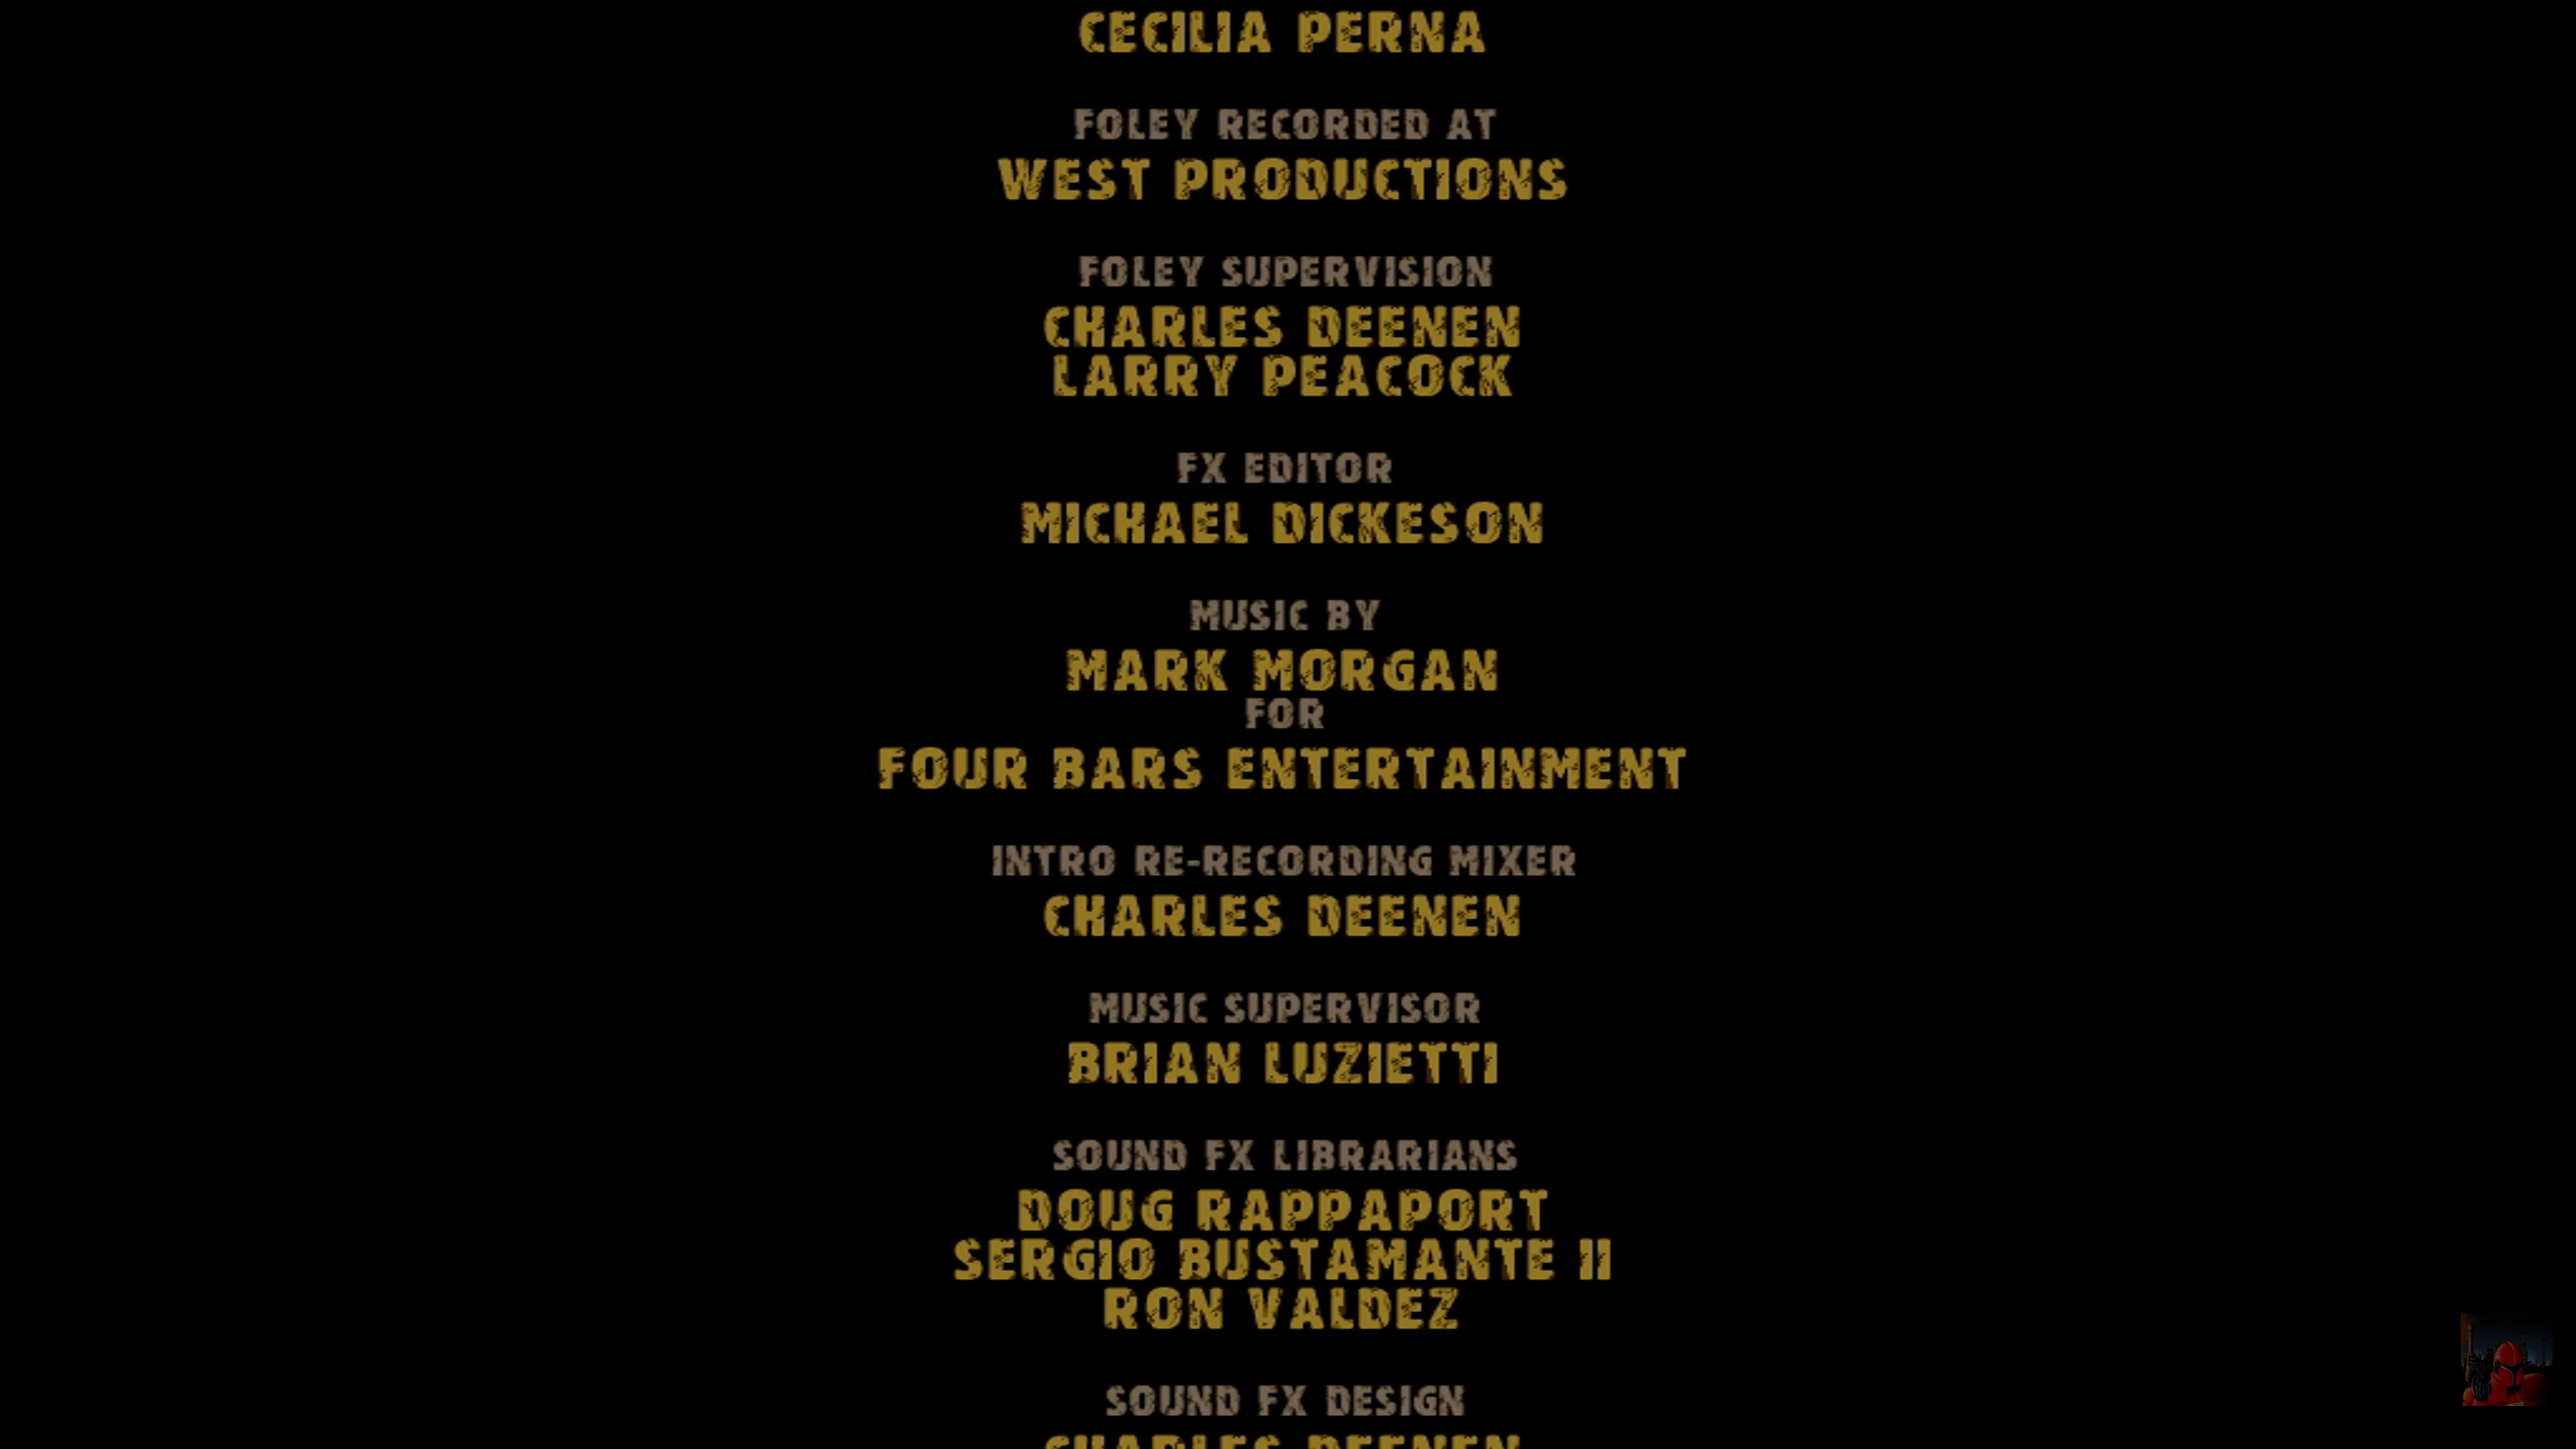 CECILIA PERNA
FOLEY RECORDED AT
WEST PRODUCTIONS
FOLEY SUPERVISION
CHARLES DEENEN
LARRY PEACOCK
FX EDITOR
MICHAEL DICKESON
MUSIC BY
MARK MORGAN
FOR
FOUR BARS ENTERTAINMENT
INTRO RE-RECORDING MIXER
CHARLES DEENEN
MUSIC SUPERVISOR
BRIAN LUZIETTI
SOUND FX LIBRARIANS
DOUG RAPPAPORT
SERGIO BUSTAMANTE II
RON VALDEZ
SOUND FX DESIGN
CHARLES DEENEN